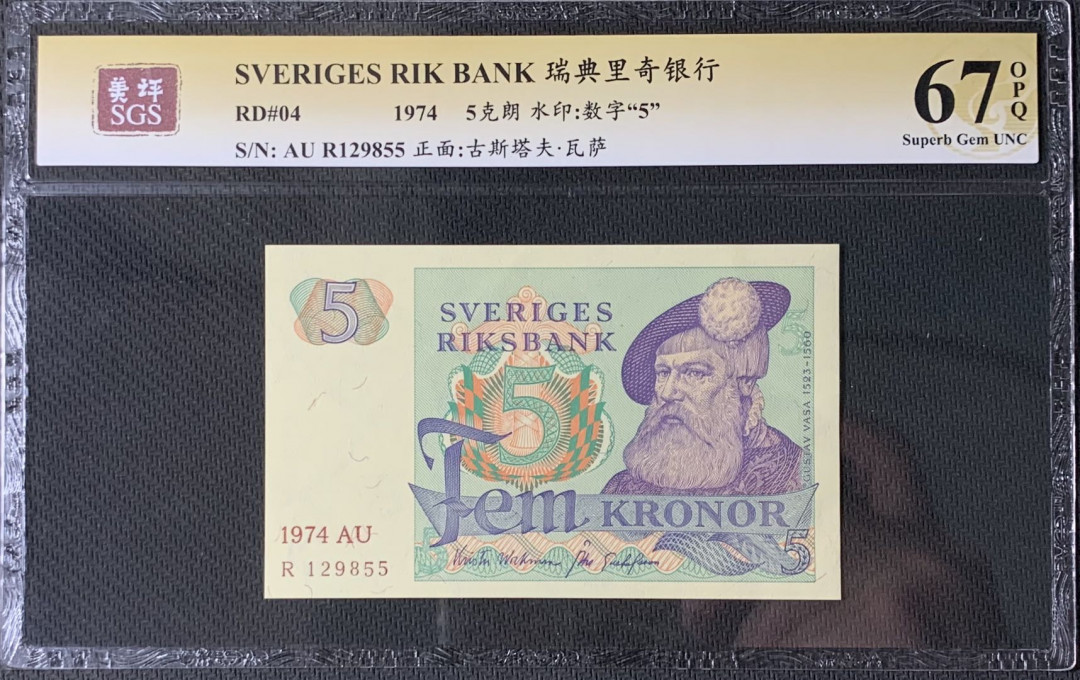 美评
SGS
SVERIGES RIK BANK 瑞典里奇银行
RD#04 1974 5克朗 水印:数字“5”
S/N: AU R129855 正面:古斯塔夫·瓦萨
67
OPQ
Superb Gem UNC
5
SVERIGES
RIKSBANK
5
5
GUSTAV VASA 1523-1560
Fem
KRONOR
1974 AU
R 129855
5